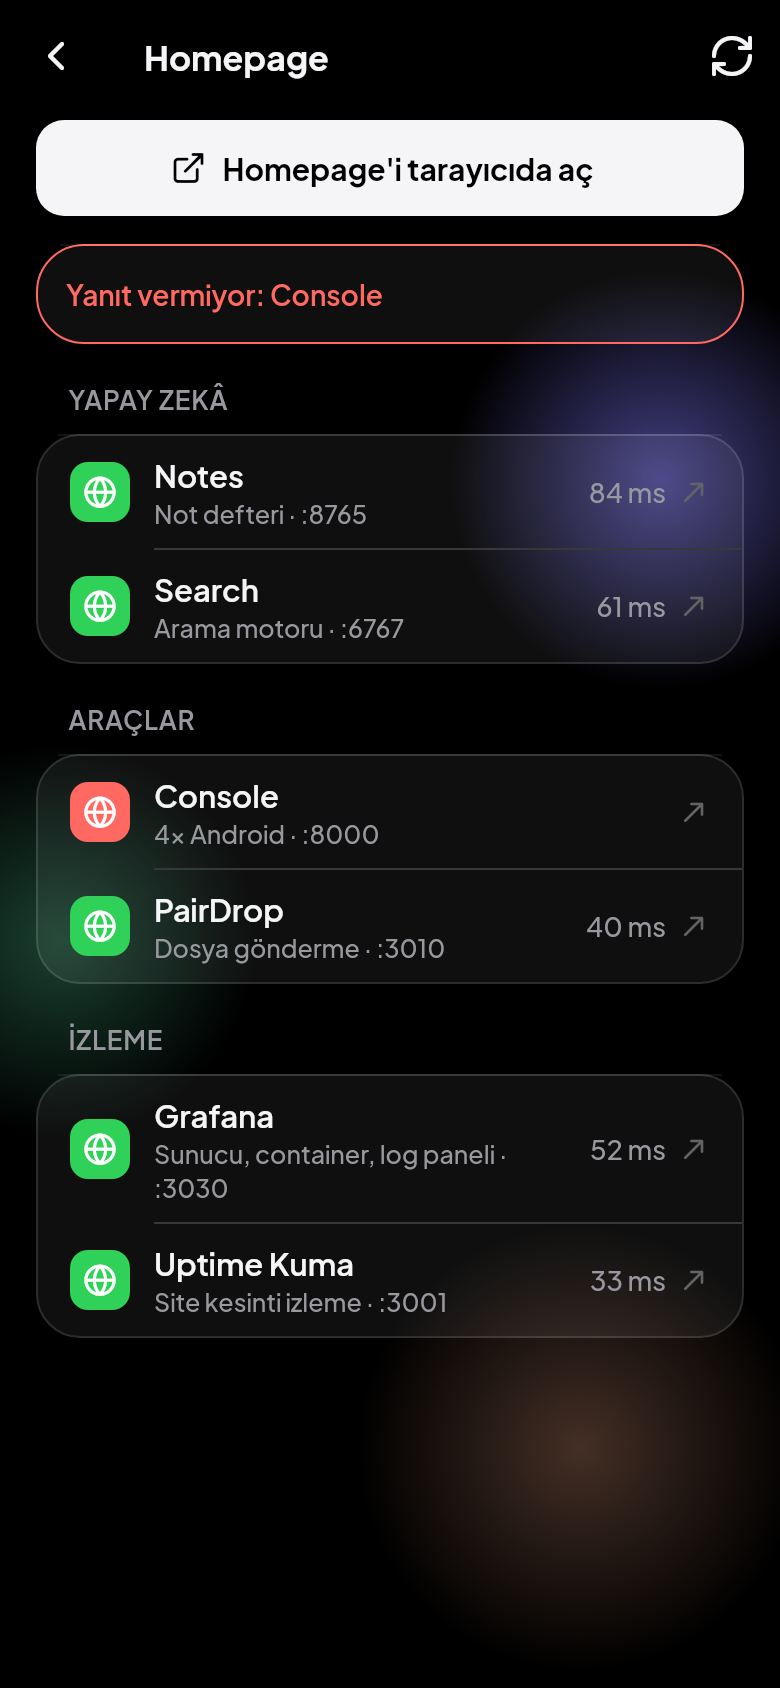 Homepage
Homepage'i tarayıcıda aç
Yanıt vermiyor: Console
YAPAY ZEKÂ
Notes
Not defteri · :8765
84 ms
Search
Arama motoru · :6767
61 ms
ARAÇLAR
Console
4× Android · :8000
PairDrop
Dosya gönderme · :3010
40 ms
İZLEME
Grafana
Sunucu, container, log paneli ·
:3030
52 ms
Uptime Kuma
Site kesinti izleme · :3001
33 ms